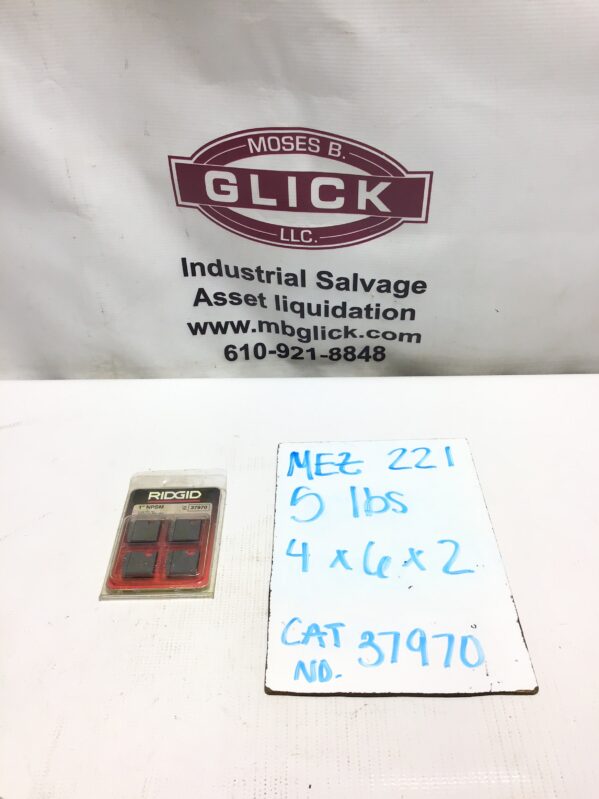 MOSES B.
GLICK
LLC.
Industrial Salvage
Asset liquidation
www.mbglick.com
610-921-8848
RIDGID
1" NPSM
37970
MEZ 221
5 lbs
4 x 6 x 2
CAT
NO. 37970